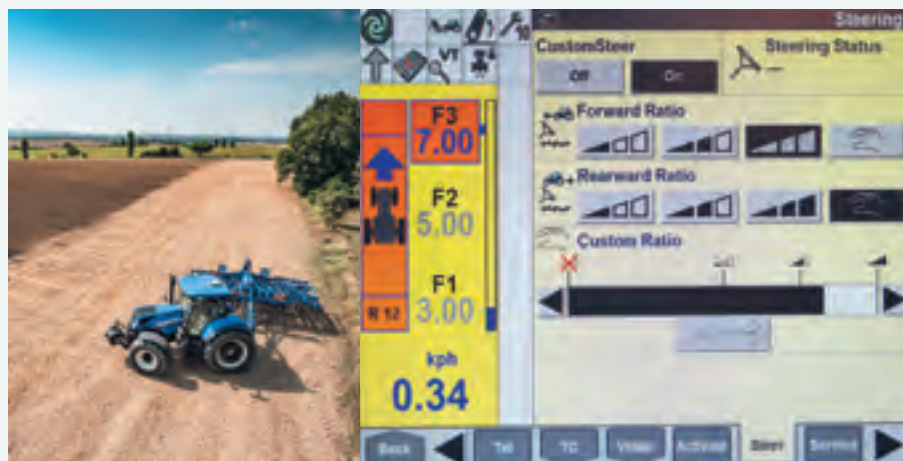 Steering
10
CustomSteer
Steering Status
VT
Off
On
F3
7.00
Forward Ratio
F2
5.00
Rearward Ratio
Custom Ratio
F1
R 12
3.00
kph
0.34
Back
Tel
TC
Video
Activate
Steer
Service